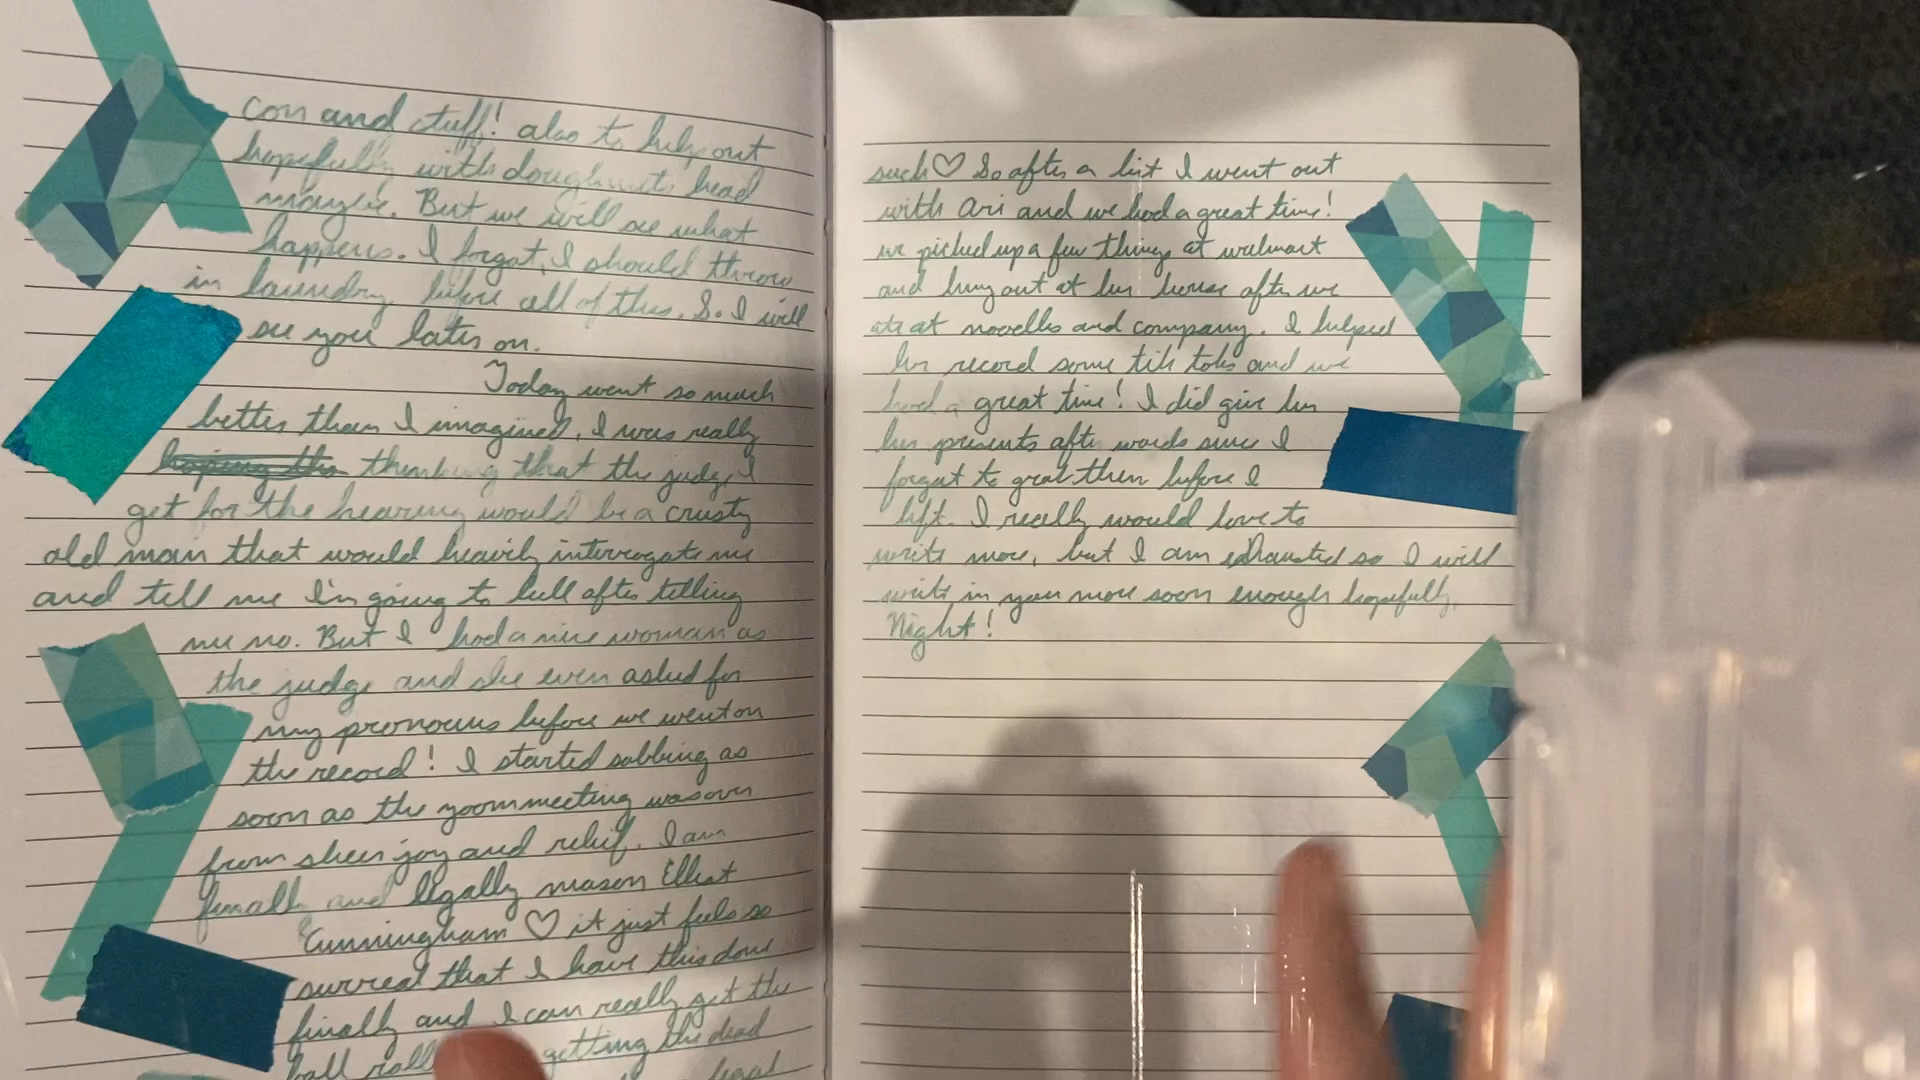 con and stuff! also to help out
hopefully with doughnuts head
mayze. But we will see what
happens. I forgot, I should throw
in laundry before all of this. So I will
see you later on.
Today went so much
better than I imagined. I was really
hoping the thinking that the judge I
get for the hearing would be a crusty
old man that would heavily interrogate me
and tell me I'm going to hell after telling
me no. But I had a nice woman as
the judge and she even asked for
my pronouns before we went on
the record! I started sobbing as
soon as the zoom meeting was over
from sheer joy and relief. I am
finally and legally mason Elliot
Cunningham ♡ it just feels so
surreal that I have this done
finally and I can really get the
ball getting the dead
legal
such ♡ So after a bit I went out
with Ari and we had a great time!
we picked up a few things at walmart
and hung out at her house after we
ate at novellis and company. I helped
her record some tik toks and we
had a great time! I did give her
her presents after words since I
forgot to grab them before I
left. I really would love to
write more, but I am exhausted so I will
write in you more soon enough hopefully.
Night!